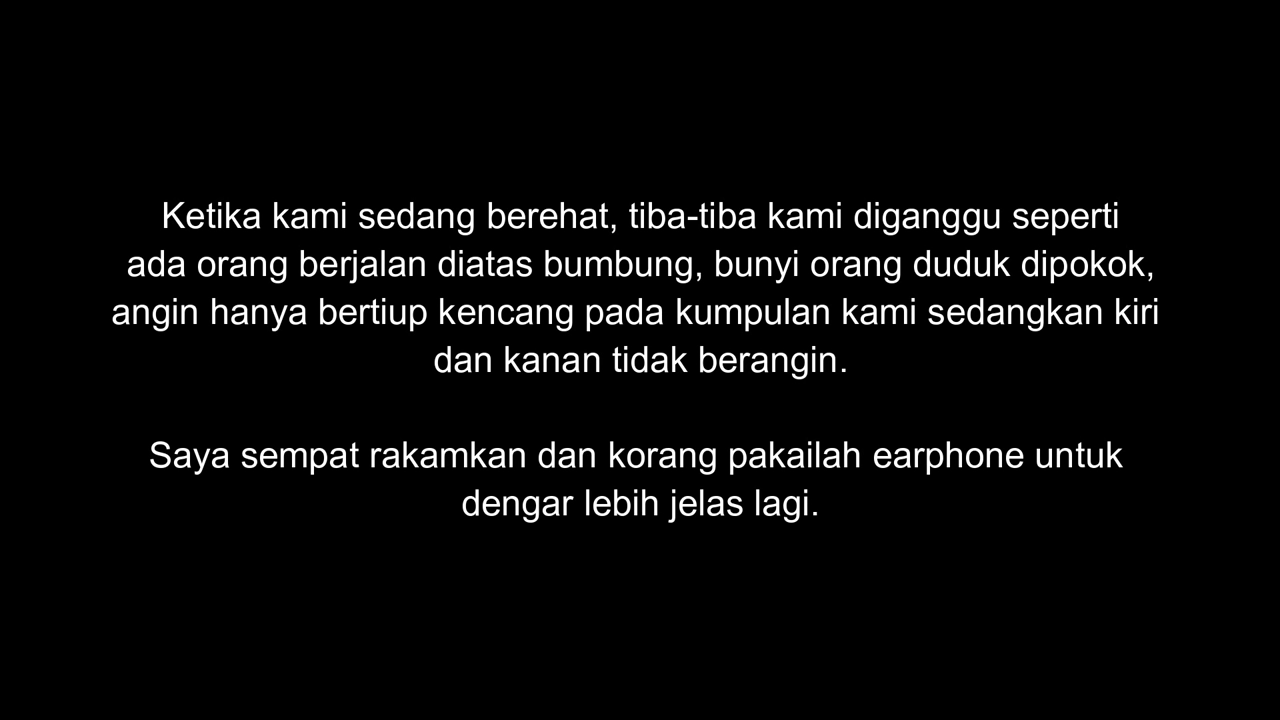 Ketika kami sedang berehat, tiba-tiba kami diganggu seperti
ada orang berjalan diatas bumbung, bunyi orang duduk dipokok,
angin hanya bertiup kencang pada kumpulan kami sedangkan kiri
dan kanan tidak berangin.
Saya sempat rakamkan dan korang pakailah earphone untuk
dengar lebih jelas lagi.